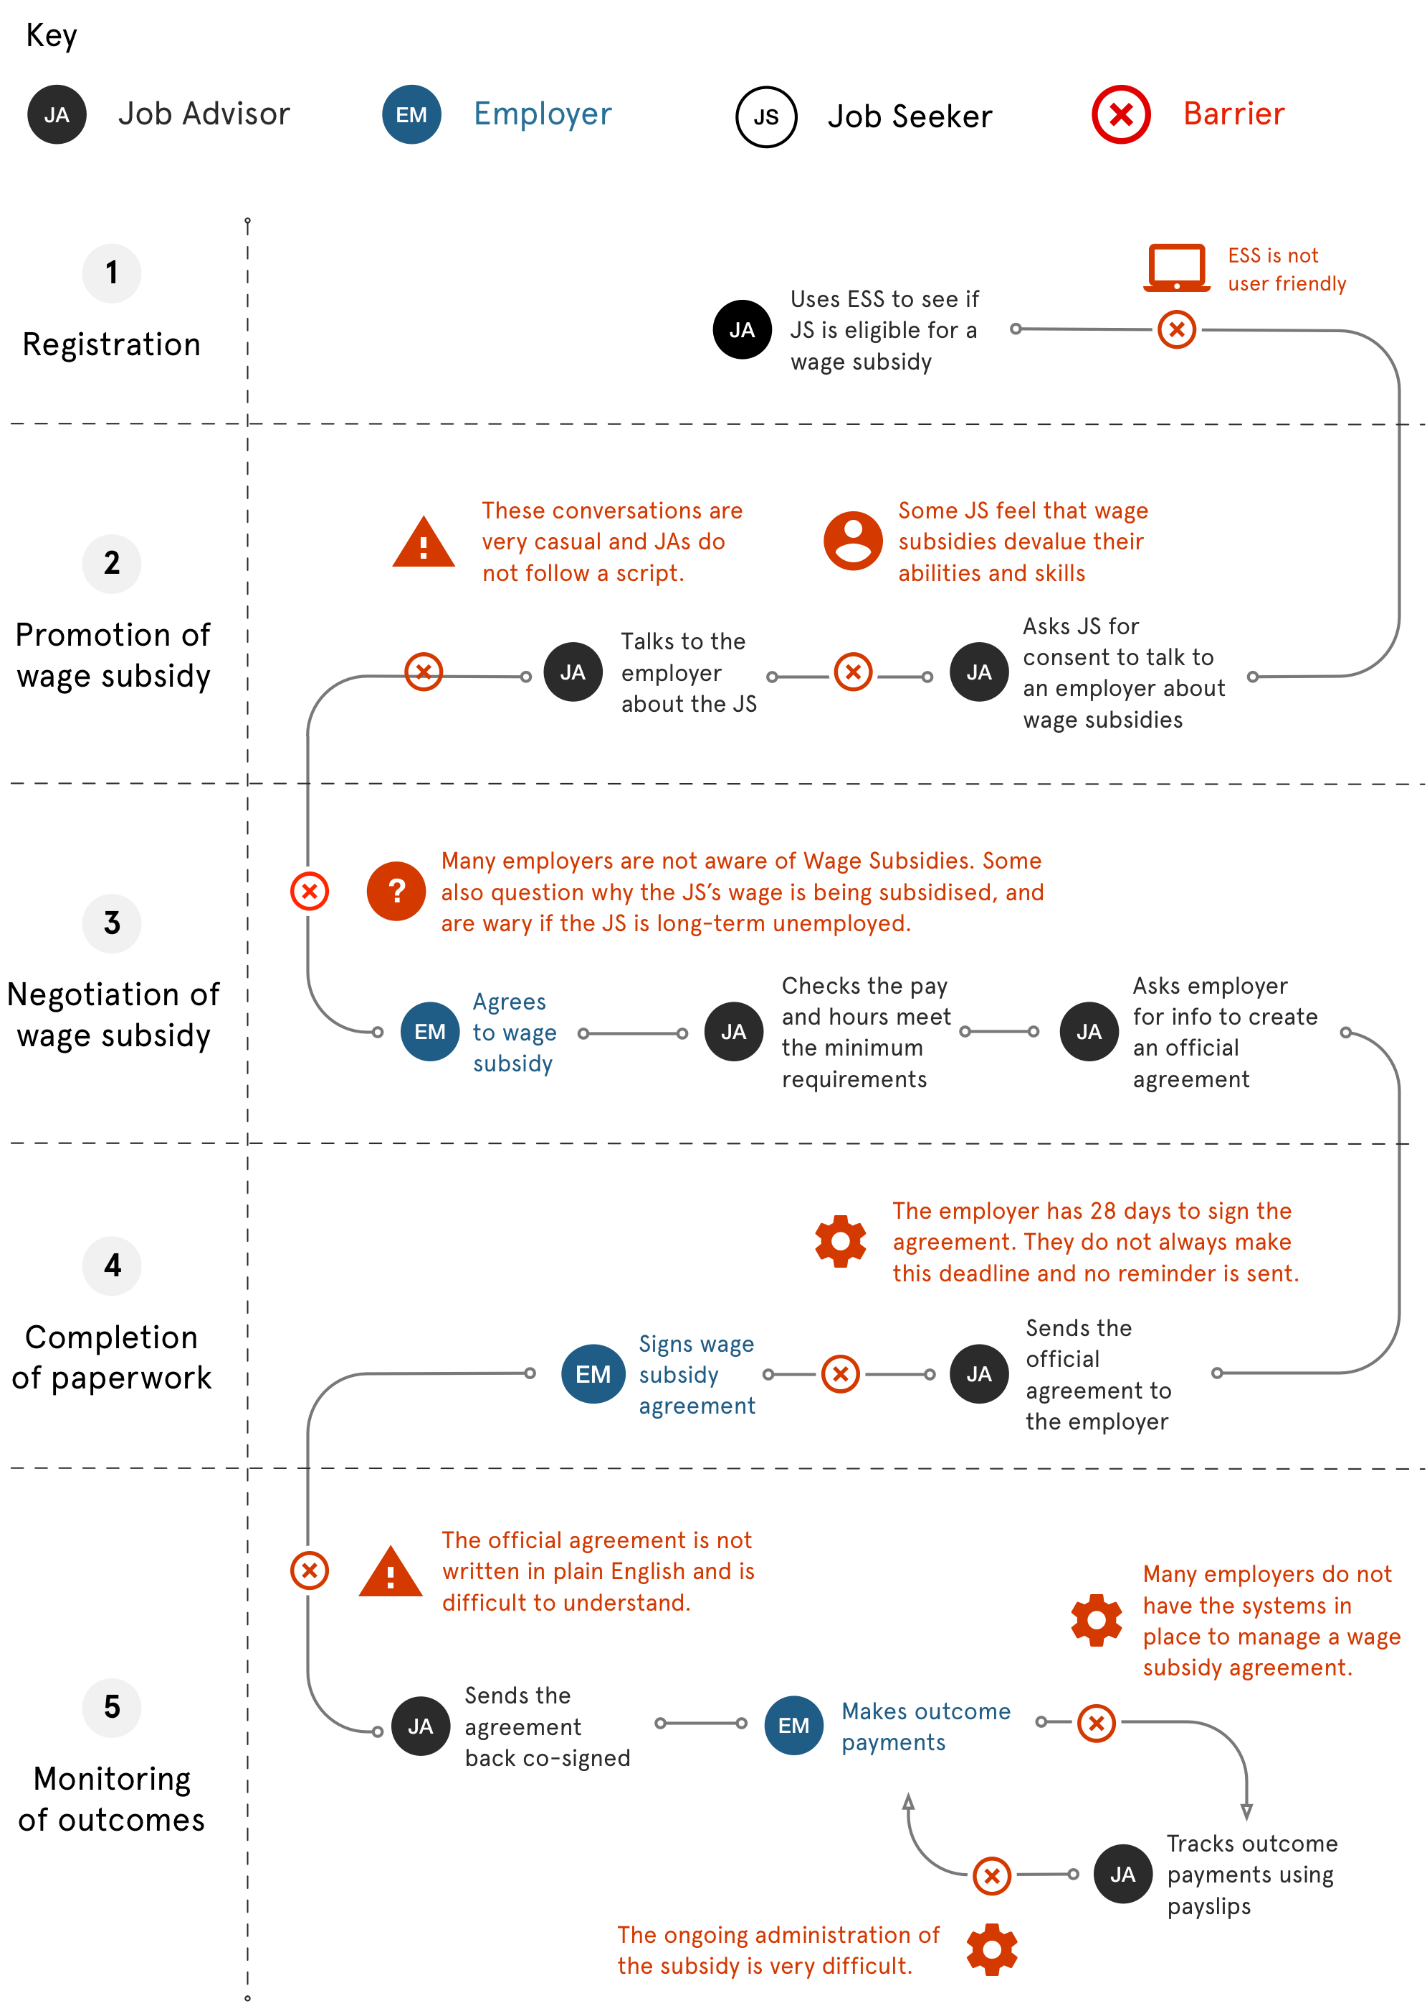 Key
JA Job Advisor
EM Employer
JS Job Seeker
Barrier
1
Registration
JA
Uses ESS to see if
JS is eligible for a
wage subsidy
ESS is not
user friendly
2
Promotion of
wage subsidy
These conversations are
very casual and JAs do
not follow a script.
Some JS feel that wage
subsidies devalue their
abilities and skills
JA
Talks to the
employer
about the JS
JA
Asks JS for
consent to talk to
an employer about
wage subsidies
3
Negotiation of
wage subsidy
?
Many employers are not aware of Wage Subsidies. Some
also question why the JS's wage is being subsidised, and
are wary if the JS is long-term unemployed.
EM
Agrees
to wage
subsidy
JA
Checks the pay
and hours meet
the minimum
requirements
JA
Asks employer
for info to create
an official
agreement
4
Completion
of paperwork
The employer has 28 days to sign the
agreement. They do not always make
this deadline and no reminder is sent.
EM
Signs wage
subsidy
agreement
JA
Sends the
official
agreement to
the employer
5
Monitoring
of outcomes
The official agreement is not
written in plain English and is
difficult to understand.
Many employers do not
have the systems in
place to manage a wage
subsidy agreement.
JA
Sends the
agreement
back co-signed
EM
Makes outcome
payments
JA
Tracks outcome
payments using
payslips
The ongoing administration of
the subsidy is very difficult.